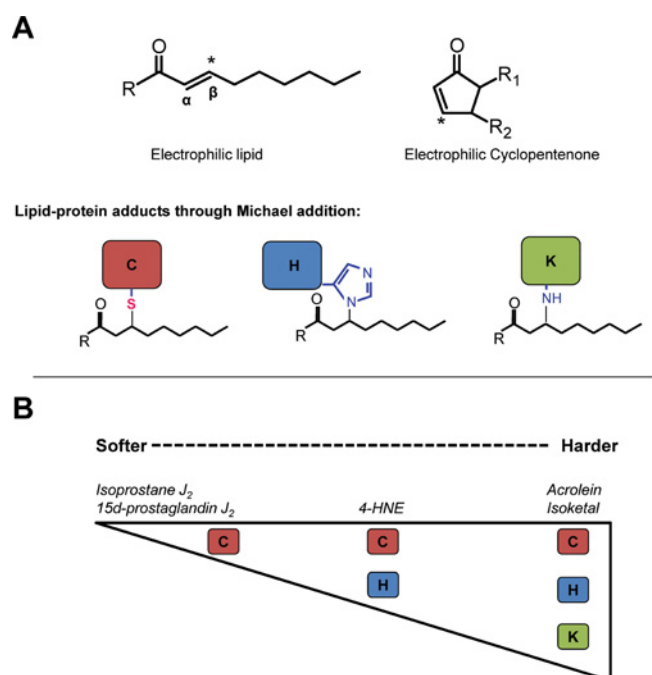 A
O
R
α
β
*
Electrophilic lipid
O
R1
R2
*
Electrophilic Cyclopentenone
Lipid-protein adducts through Michael addition:
C
S
O
R
H
N
N
O
R
K
NH
O
R
B
Softer
Harder
Isoprostane J2
15d-prostaglandin J2
4-HNE
Acrolein
Isoketal
C
C
C
H
H
K